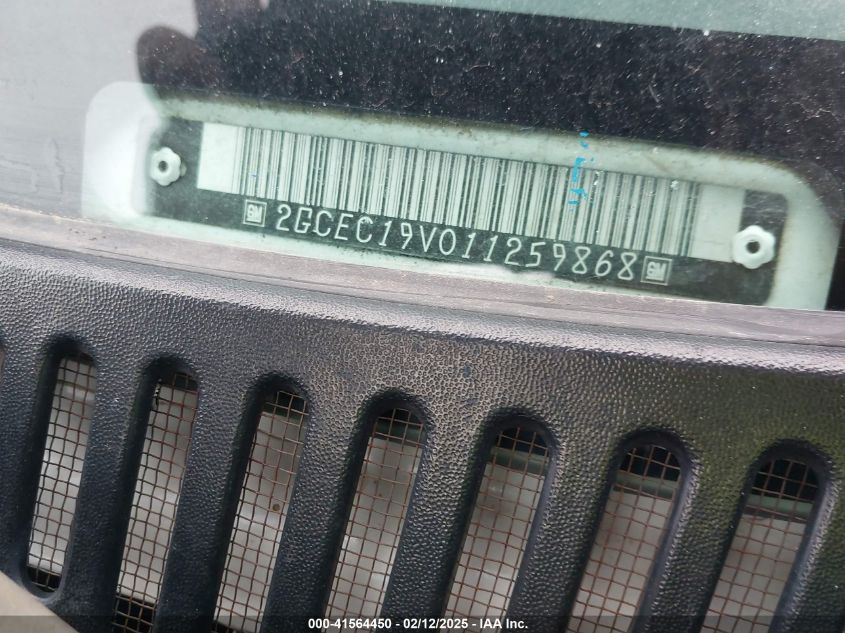 GM 2GCEC19V011259868 GM
000-41564450 / 02/12/2025 - IAA Inc.